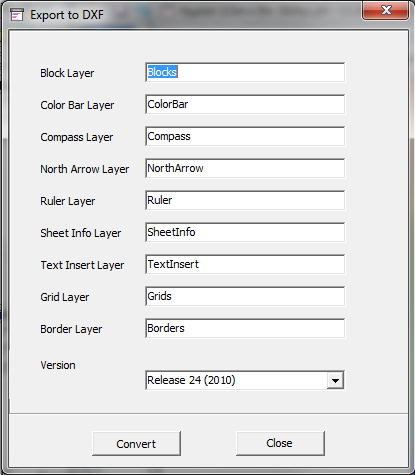 Export to DXF
Block Layer Blocks
Color Bar Layer ColorBar
Compass Layer Compass
North Arrow Layer NorthArrow
Ruler Layer Ruler
Sheet Info Layer SheetInfo
Text Insert Layer TextInsert
Grid Layer Grids
Border Layer Borders
Version
Release 24 (2010)
Convert Close